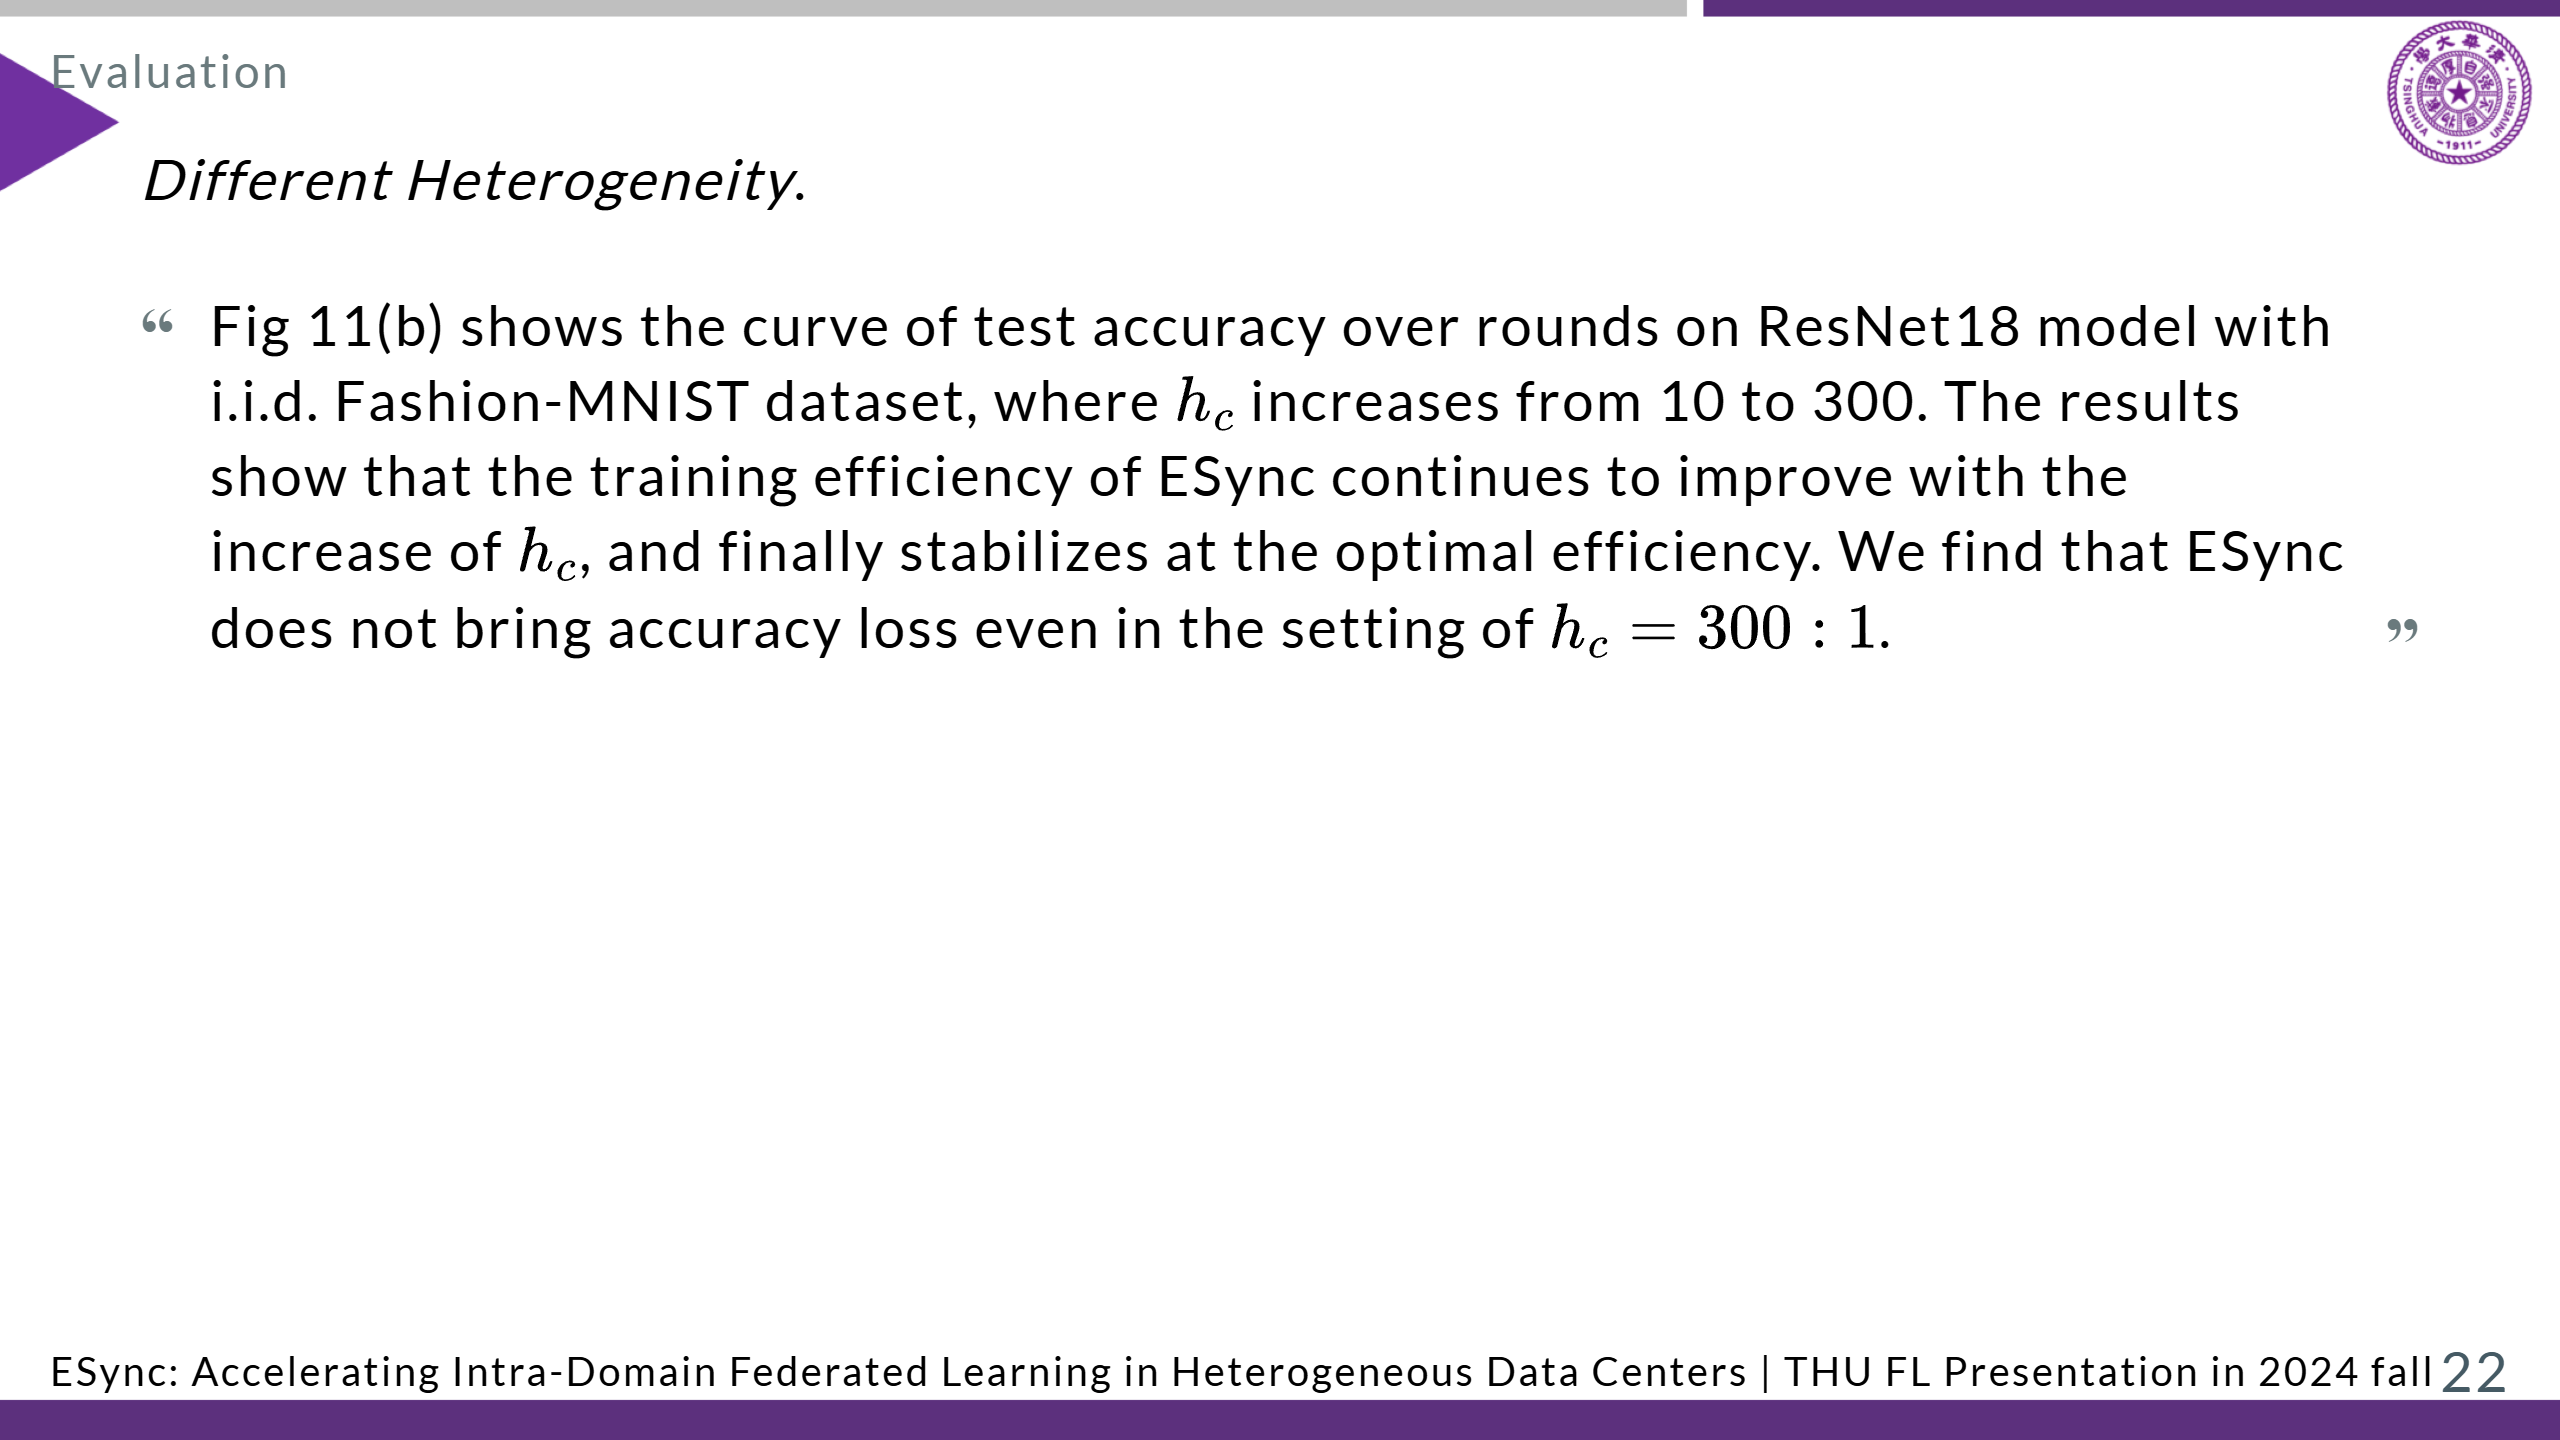 Evaluation
Different Heterogeneity.
“ Fig 11(b) shows the curve of test accuracy over rounds on ResNet18 model with
i.i.d. Fashion-MNIST dataset, where h_c increases from 10 to 300. The results
show that the training efficiency of ESync continues to improve with the
increase of h_c, and finally stabilizes at the optimal efficiency. We find that ESync
does not bring accuracy loss even in the setting of h_c = 300 : 1. ”
TSINGHUA UNIVERSITY
-1911-
ESync: Accelerating Intra-Domain Federated Learning in Heterogeneous Data Centers | THU FL Presentation in 2024 fall 22